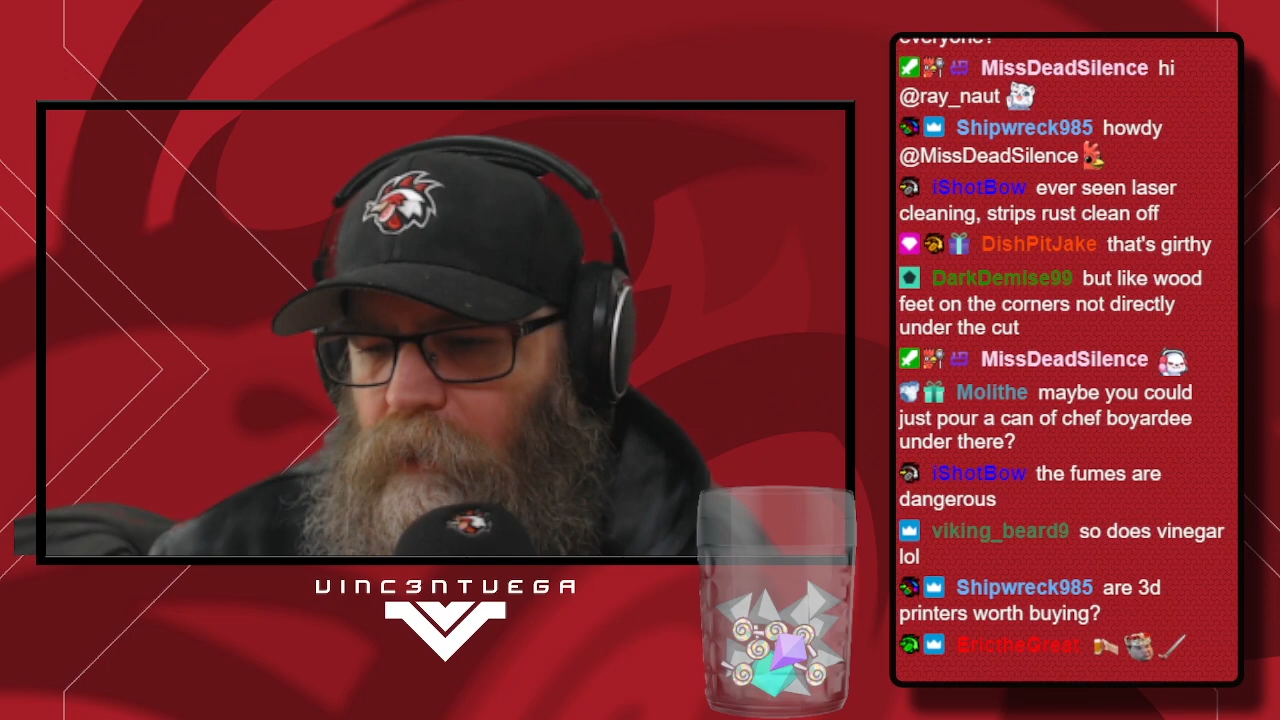 everyone?
MissDeadSilence hi
@ray_naut
Shipwreck985 howdy
@MissDeadSilence
iShotBow ever seen laser
cleaning, strips rust clean off
DishPitJake that's girthy
DarkDemise99 but like wood
feet on the corners not directly
under the cut
MissDeadSilence
Molithe maybe you could
just pour a can of chef boyardee
under there?
iShotBow the fumes are
dangerous
viking_beard9 so does vinegar
lol
Shipwreck985 are 3d
printers worth buying?
ErictheGreat
VINC3NTVEGA